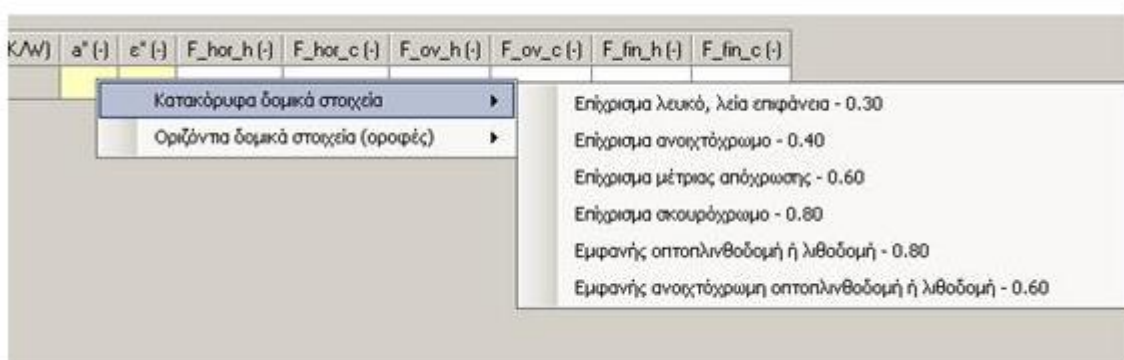 K/W) a* (-) ε* (-) F_hor_h (-) F_hor_c (-) F_ov_h (-) F_ov_c (-) F_fin_h (-) F_fin_c (-)
Κατακόρυφα δομικά στοιχεία
Οριζόντια δομικά στοιχεία (οροφές)
Επίχρισμα λευκό, λεία επιφάνεια - 0.30
Επίχρισμα ανοιχτόχρωμο - 0.40
Επίχρισμα μέτριας απόχρωσης - 0.60
Επίχρισμα σκουρόχρωμο - 0.80
Εμφανής οπτοπλινθοδομή ή λιθοδομή - 0.80
Εμφανής ανοιχτόχρωμη οπτοπλινθοδομή ή λιθοδομή - 0.60